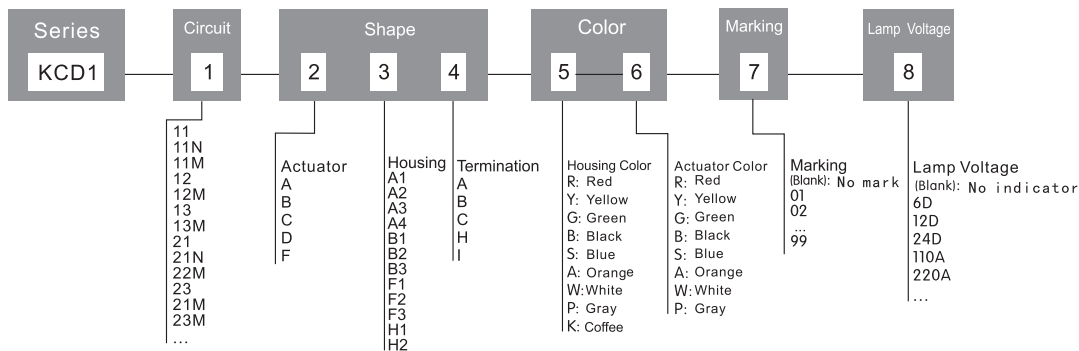 Series
KCD1
Circuit
1
Shape
2
3
4
Color
5
6
Marking
7
Lamp Voltage
8
11
11N
11M
12
12M
13
13M
21
21N
22M
23
21M
23M
...
Actuator
A
B
C
D
F
Housing
A1
A2
A3
A4
B1
B2
B3
F1
F2
F3
H1
H2
Termination
A
B
C
H
I
Housing Color
R: Red
Y: Yellow
G: Green
B: Black
S: Blue
A: Orange
W:White
P: Gray
K: Coffee
Actuator Color
R: Red
Y: Yellow
G: Green
B: Black
S: Blue
A: Orange
W:White
P: Gray
Marking
(Blank): No mark
01
02
...
99
Lamp Voltage
(Blank): No indicator
6D
12D
24D
110A
220A
...